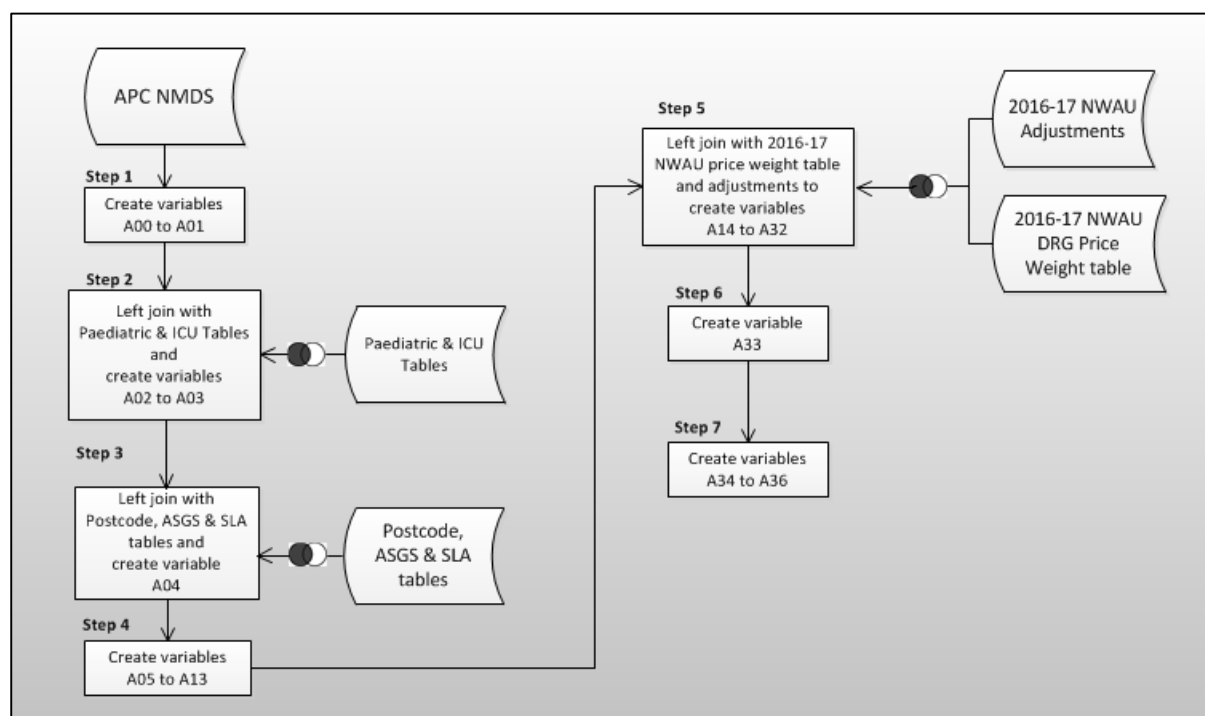 APC NMDS
Step 1
Create variables
A00 to A01
Step 2
Left join with
Paediatric & ICU Tables
and
create variables
A02 to A03
Paediatric & ICU
Tables
Step 3
Left join with
Postcode, ASGS & SLA
tables and
create variable
A04
Postcode,
ASGS & SLA
tables
Step 4
Create variables
A05 to A13
Step 5
Left join with 2016-17
NWAU price weight table
and adjustments to
create variables
A14 to A32
2016-17 NWAU
Adjustments
2016-17 NWAU
DRG Price
Weight table
Step 6
Create variable
A33
Step 7
Create variables
A34 to A36